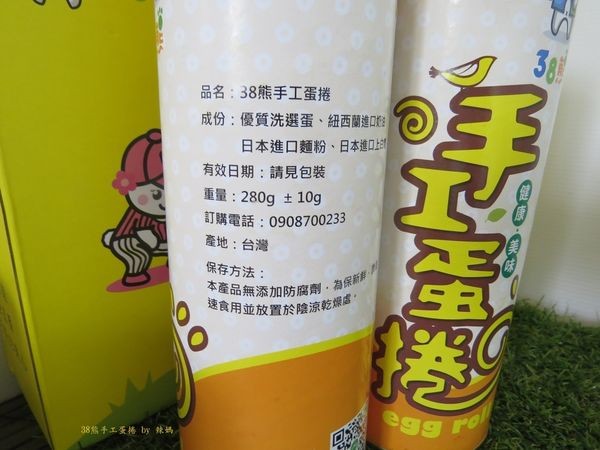 品名：38熊手工蛋捲
成份：優質洗選蛋、紐西蘭進口奶油
日本進口麵粉、日本進口上白糖
有效日期：請見包裝
重量：280g ±10g
訂購電話：0908700233
產地：台灣
保存方法：
本產品無添加防腐劑，為保新鮮，
速食用並放置於陰涼乾燥處。
38
手工蛋捲
健康・美味
egg roll
38熊手工蛋捲 by 辣媽